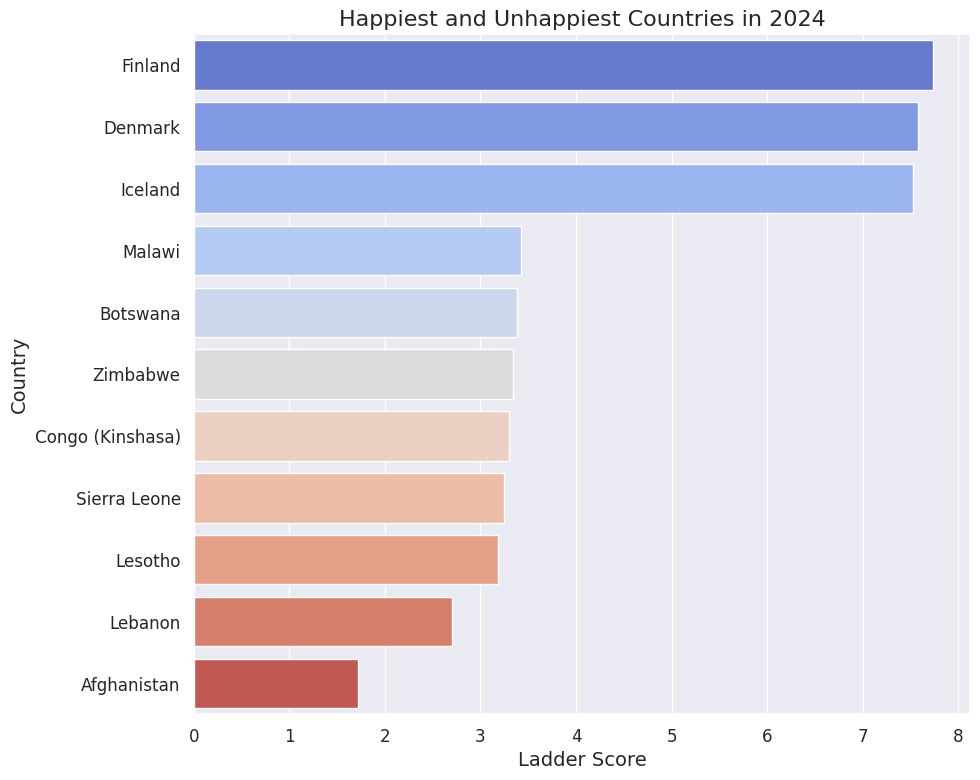 Happiest and Unhappiest Countries in 2024
Country
Finland
Denmark
Iceland
Malawi
Botswana
Zimbabwe
Congo (Kinshasa)
Sierra Leone
Lesotho
Lebanon
Afghanistan
0 1 2 3 4 5 6 7 8
Ladder Score